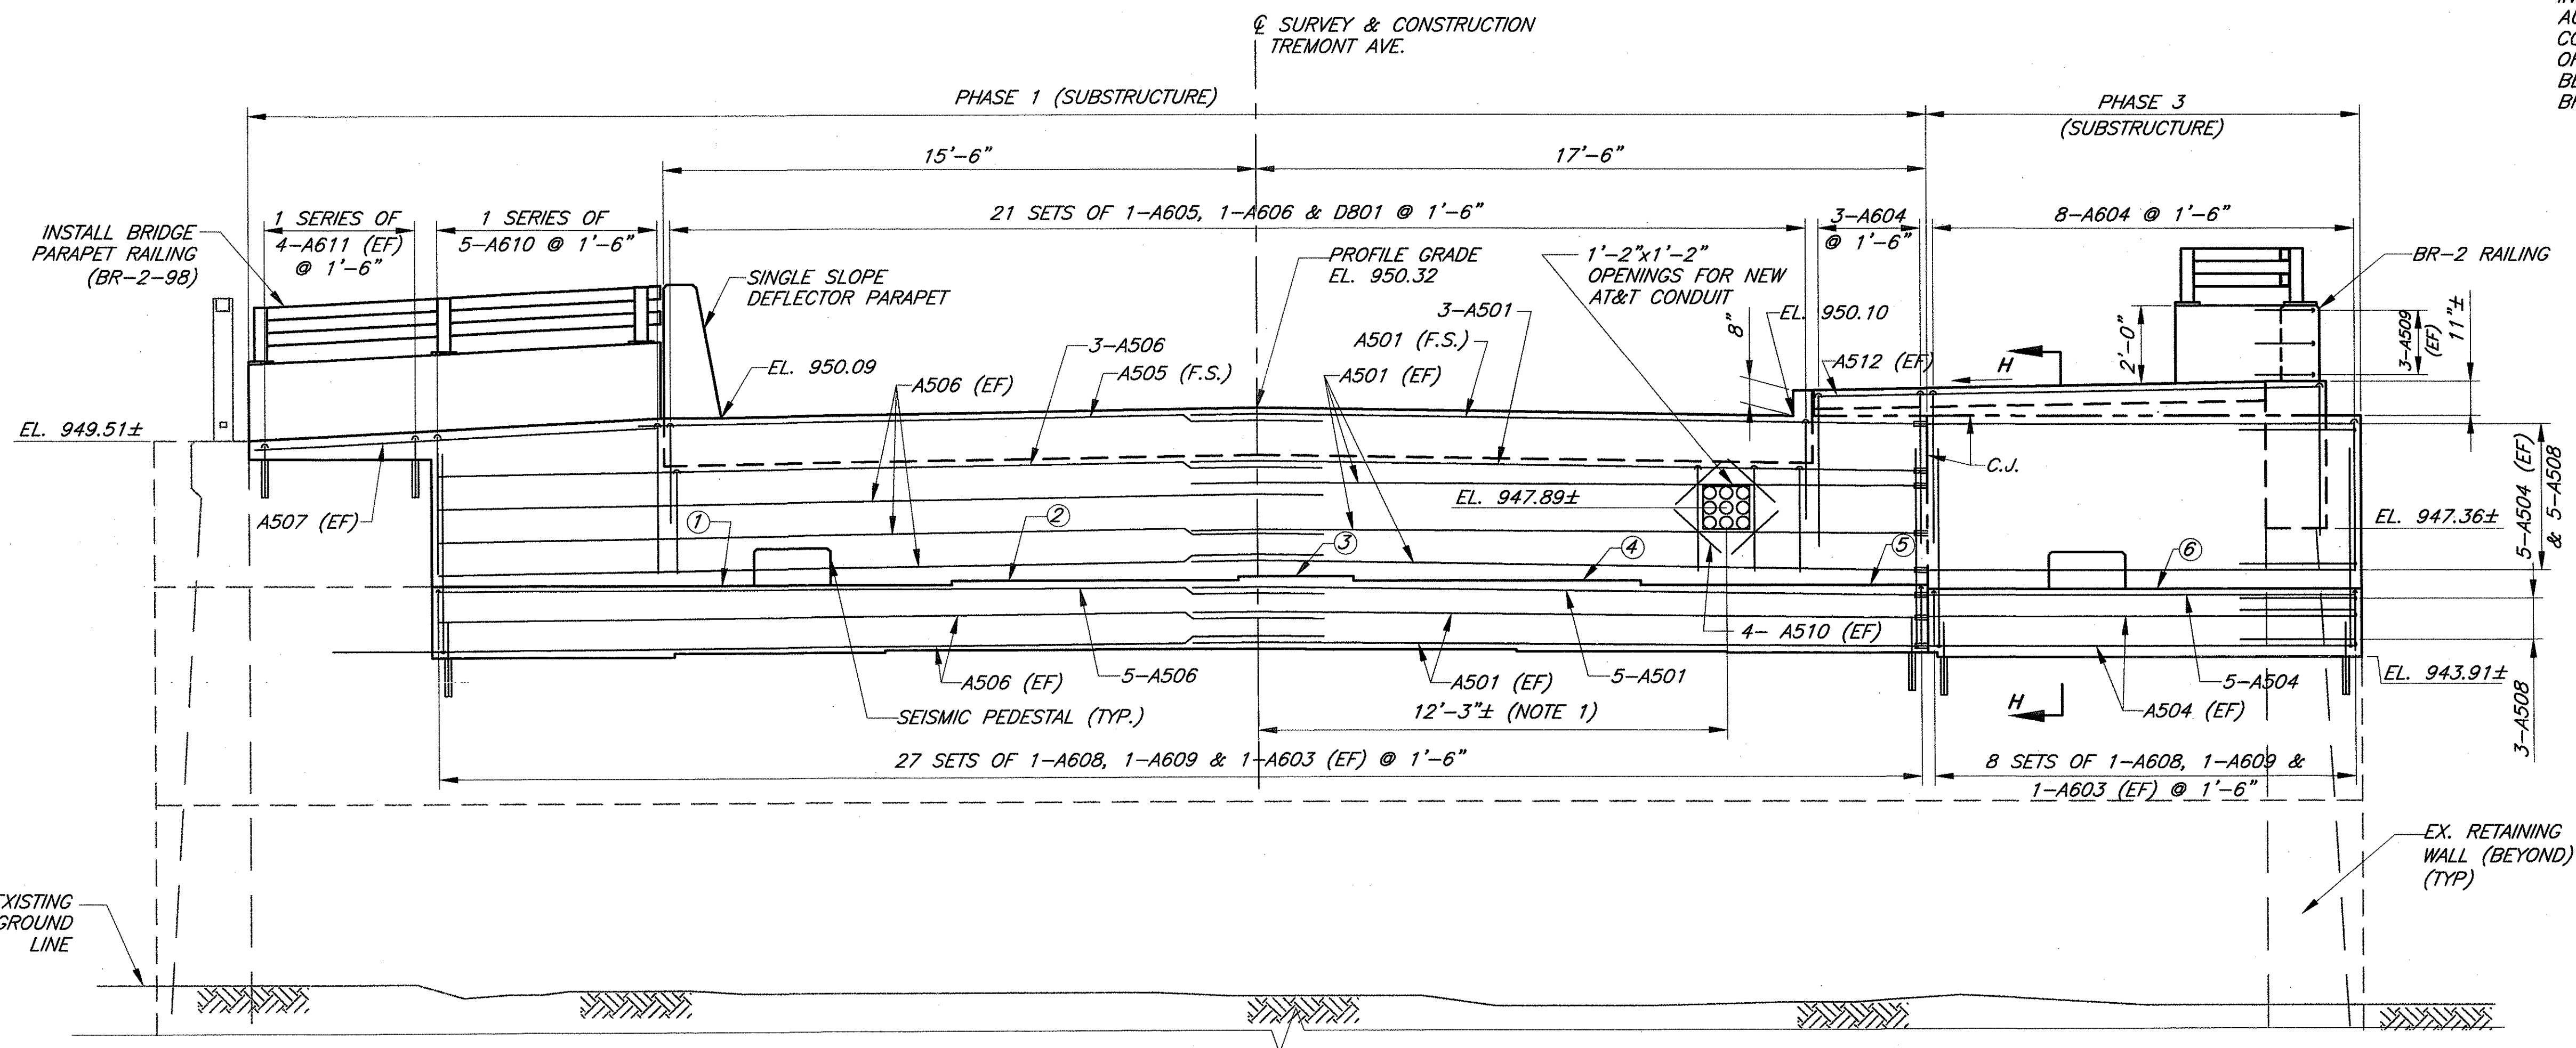 ℄ SURVEY & CONSTRUCTION
TREMONT AVE.
PHASE 1 (SUBSTRUCTURE)
PHASE 3
(SUBSTRUCTURE)
15'-6"
17'-6"
1 SERIES OF
4-A611 (EF)
@ 1'-6"
1 SERIES OF
5-A610 @ 1'-6"
21 SETS OF 1-A605, 1-A606 & D801 @ 1'-6"
3-A604
@ 1'-6"
8-A604 @ 1'-6"
INSTALL BRIDGE
PARAPET RAILING
(BR-2-98)
SINGLE SLOPE
DEFLECTOR PARAPET
PROFILE GRADE
EL. 950.32
1'-2"x1'-2"
OPENINGS FOR NEW
AT&T CONDUIT
BR-2 RAILING
3-A506
A505 (F.S.)
3-A501
A501 (F.S.)
8"
EL. 950.10
A512 (EF)
H
2'-0"
3-A509
(EF)
11"±
EL. 950.09
A506 (EF)
A501 (EF)
EL. 949.51±
A507 (EF)
EL. 947.89±
C.J.
5-A504 (EF)
& 5-A508
EL. 947.36±
1
2
3
4
5
6
4- A510 (EF)
A506 (EF)
5-A506
A501 (EF)
5-A501
5-A504
A504 (EF)
EL. 943.91±
3-A508
SEISMIC PEDESTAL (TYP.)
12'-3"± (NOTE 1)
H
27 SETS OF 1-A608, 1-A609 & 1-A603 (EF) @ 1'-6"
8 SETS OF 1-A608, 1-A609 &
1-A603 (EF) @ 1'-6"
EX. RETAINING
WALL (BEYOND)
(TYP)
EXISTING
GROUND
LINE